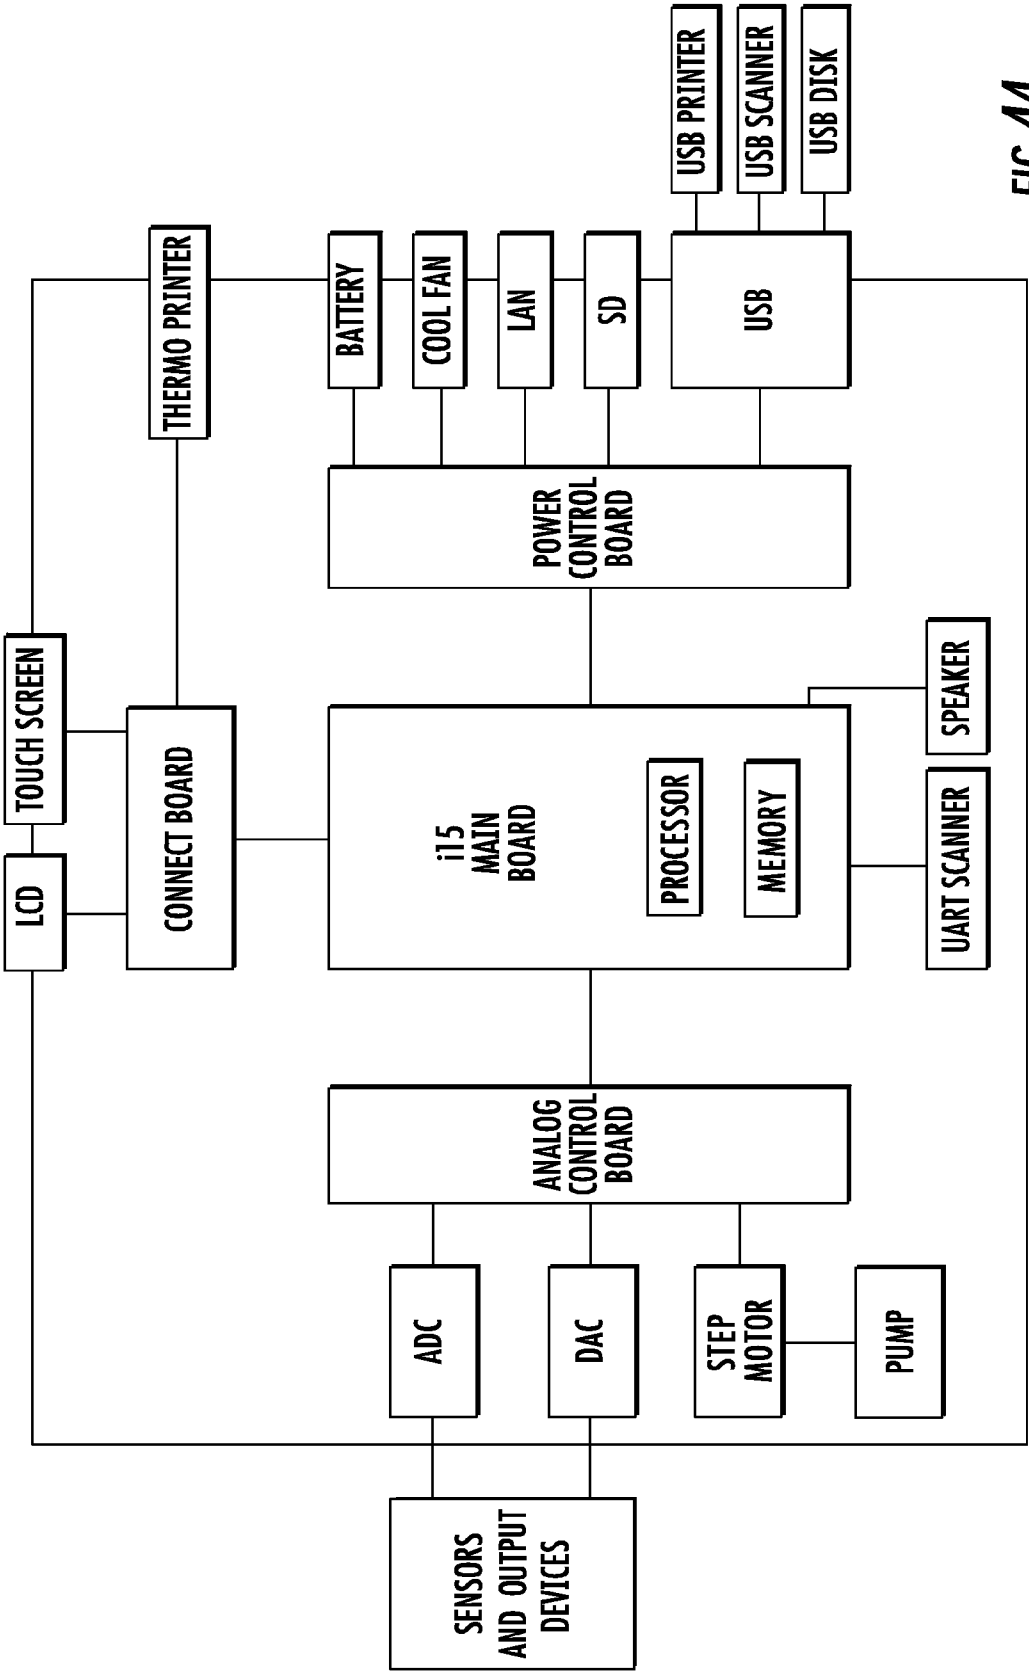 LCD
TOUCH SCREEN
CONNECT BOARD
THERMO PRINTER
SENSORS
AND OUTPUT
DEVICES
ADC
DAC
STEP
MOTOR
PUMP
ANALOG
CONTROL
BOARD
i15
MAIN
BOARD
PROCESSOR
MEMORY
UART SCANNER
SPEAKER
POWER
CONTROL
BOARD
BATTERY
COOL FAN
LAN
SD
USB
USB PRINTER
USB SCANNER
USB DISK
FIG. 44